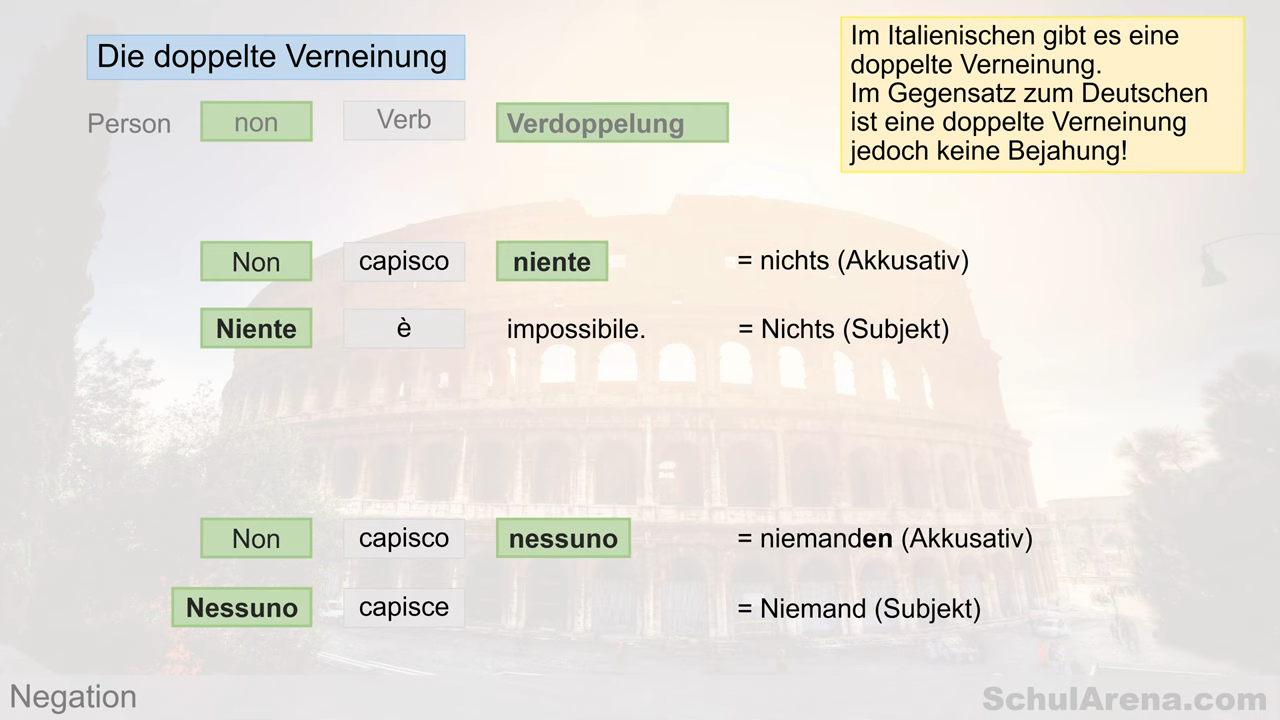 Die doppelte Verneinung
Im Italienischen gibt es eine
doppelte Verneinung.
Im Gegensatz zum Deutschen
ist eine doppelte Verneinung
jedoch keine Bejahung!
Person non Verb Verdoppelung
Non capisco niente = nichts (Akkusativ)
Niente è impossibile. = Nichts (Subjekt)
Non capisco nessuno = niemanden (Akkusativ)
Nessuno capisce = Niemand (Subjekt)
Negation
SchulArena.com